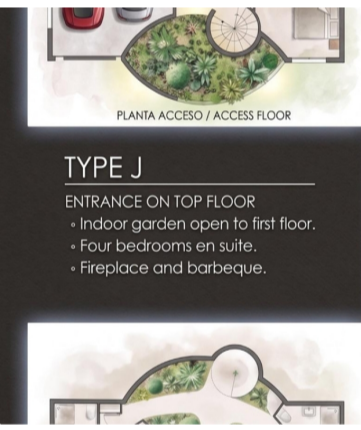 PLANTA ACCESO / ACCESS FLOOR
TYPE J
ENTRANCE ON TOP FLOOR
◦ Indoor garden open to first floor.
◦ Four bedrooms en suite.
◦ Fireplace and barbeque.